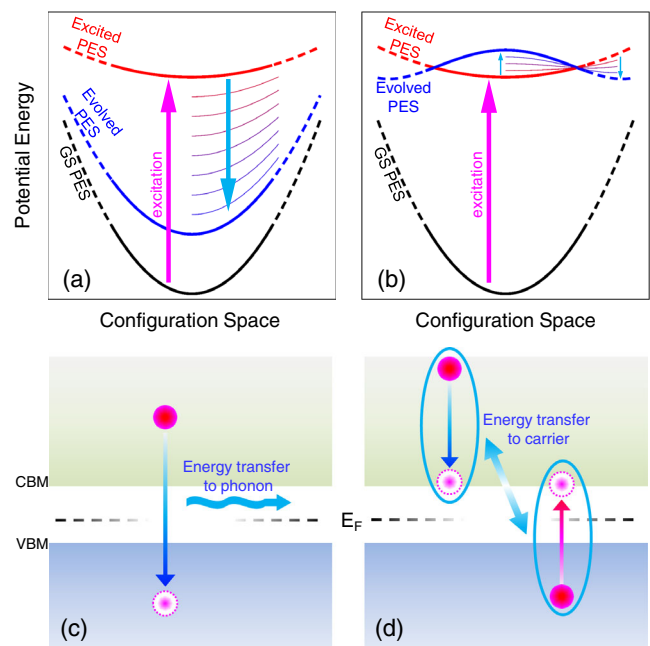 Excited
PES
Evolved
PES
GS PES
excitation
(a)
Potential Energy
Configuration Space
Excited
PES
Evolved
PES
GS PES
excitation
(b)
Configuration Space
CBM
VBM
Energy transfer
to phonon
(c)
E_F
Energy transfer
to carrier
(d)